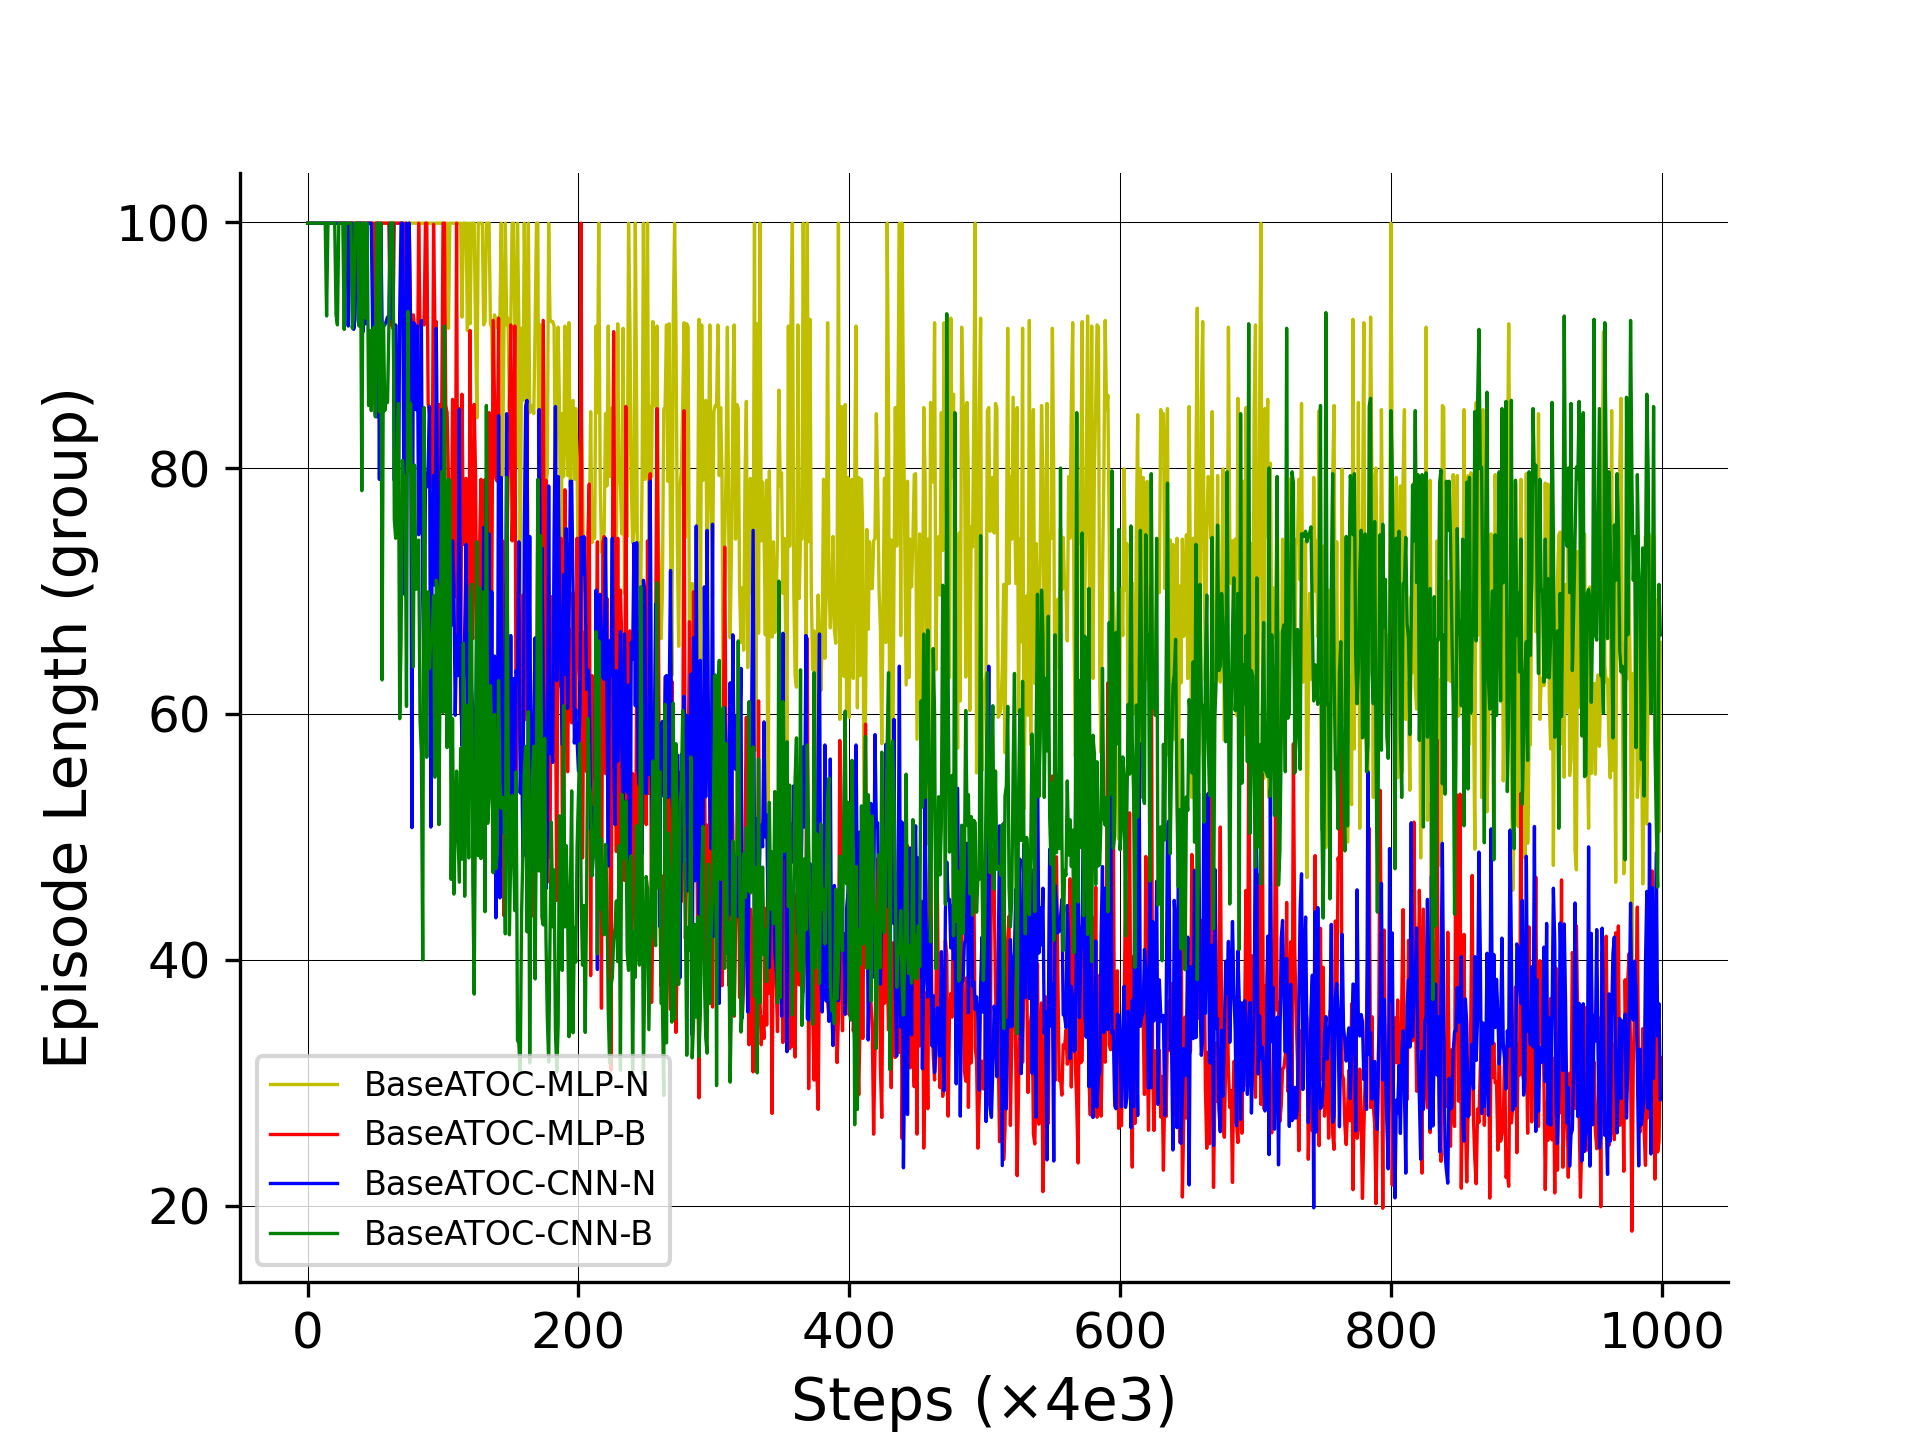 Episode Length (group)
100
80
60
40
20
BaseATOC-MLP-N
BaseATOC-MLP-B
BaseATOC-CNN-N
BaseATOC-CNN-B
0 200 400 600 800 1000
Steps (×4e3)